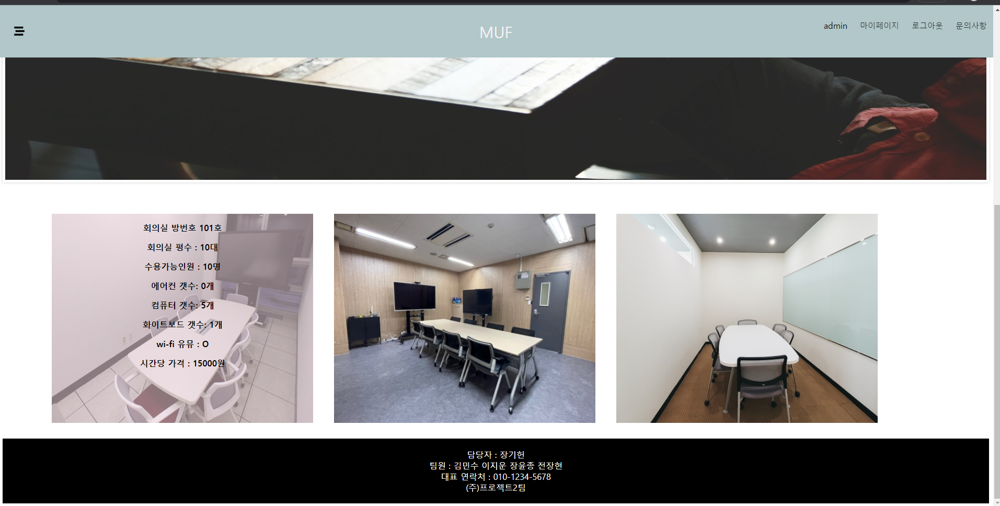 MUF
admin 마이페이지 로그아웃 문의사항
회의실 방번호 101호
회의실 평수 : 10대
수용가능인원 : 10명
에어컨 갯수: 0개
컴퓨터 갯수: 5개
화이트보드 갯수: 1개
wi-fi 유뮤 : O
시간당 가격 : 15000원
담당자 : 장기헌
팀원 : 김민수 이지운 장윤종 전장현
대표 연락처 : 010-1234-5678
(주)프로젝트2팀